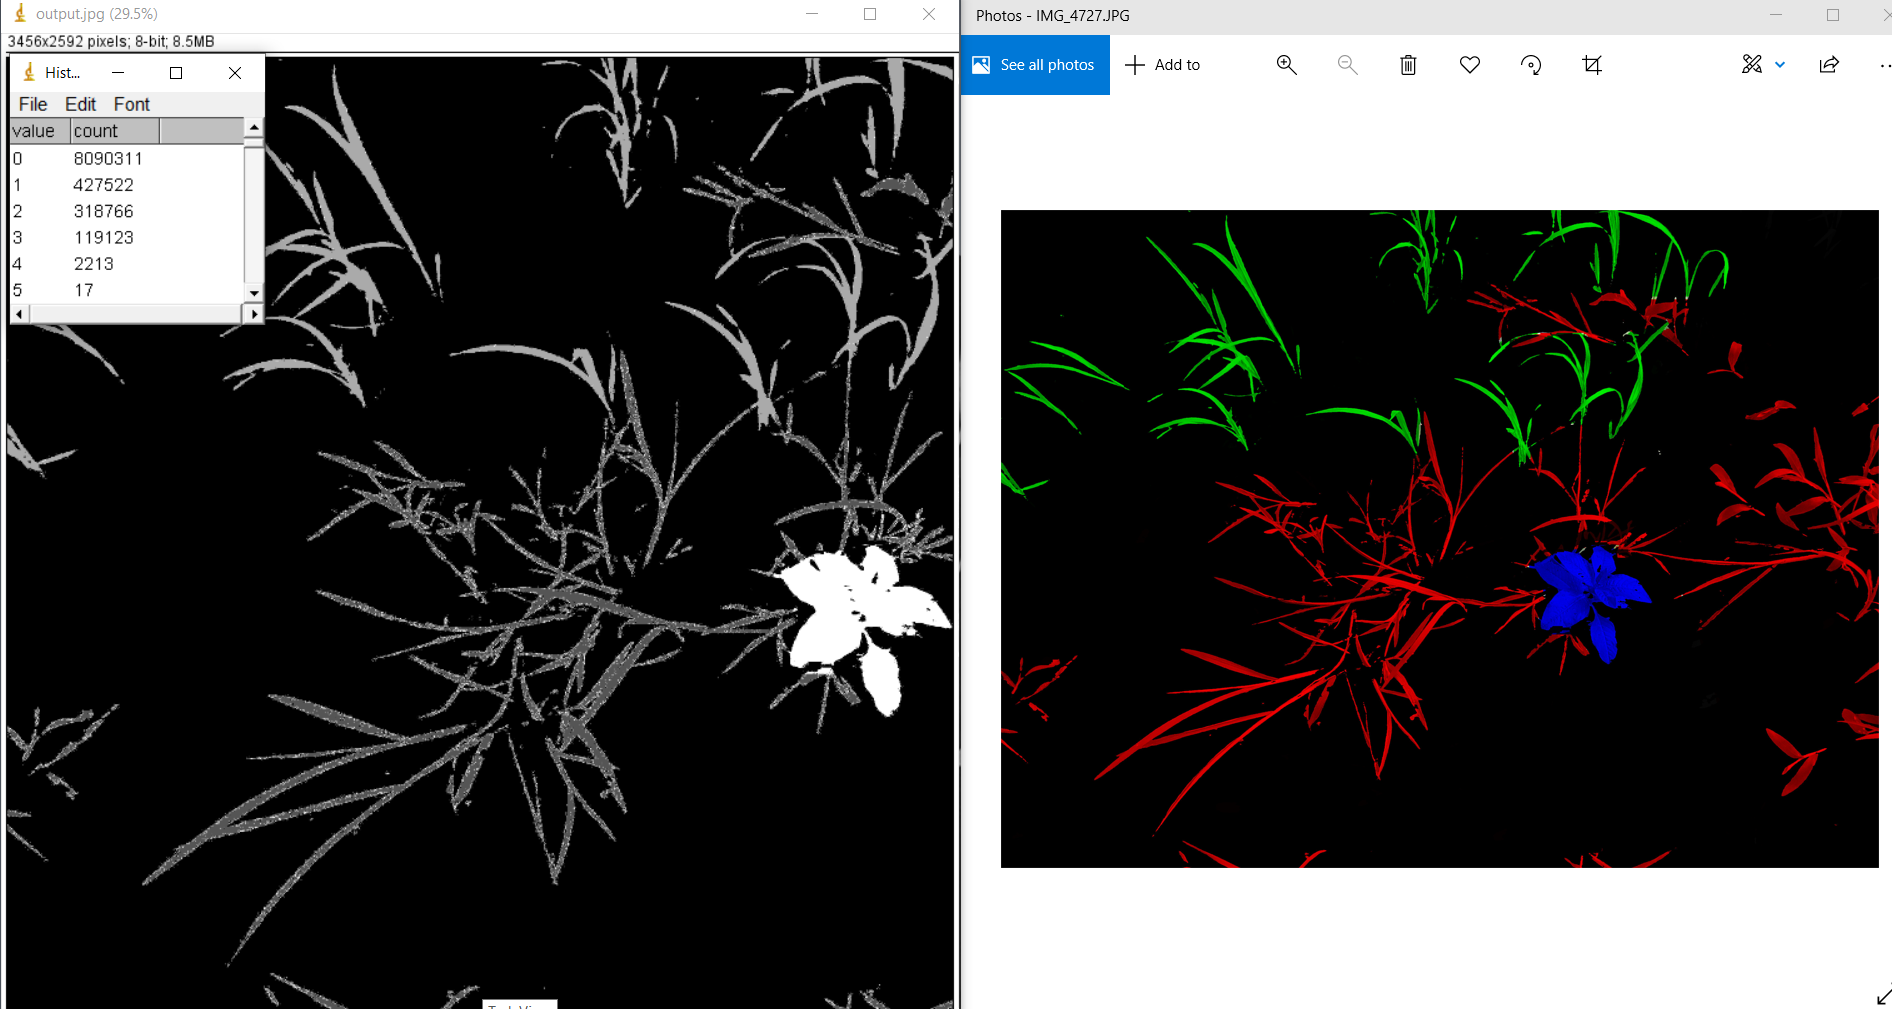 output.jpg (29.5%)
3456x2592 pixels; 8-bit; 8.5MB
Hist...
File Edit Font
value count
0 8090311
1 427522
2 318766
3 119123
4 2213
5 17
Photos - IMG_4727.JPG
See all photos
Add to